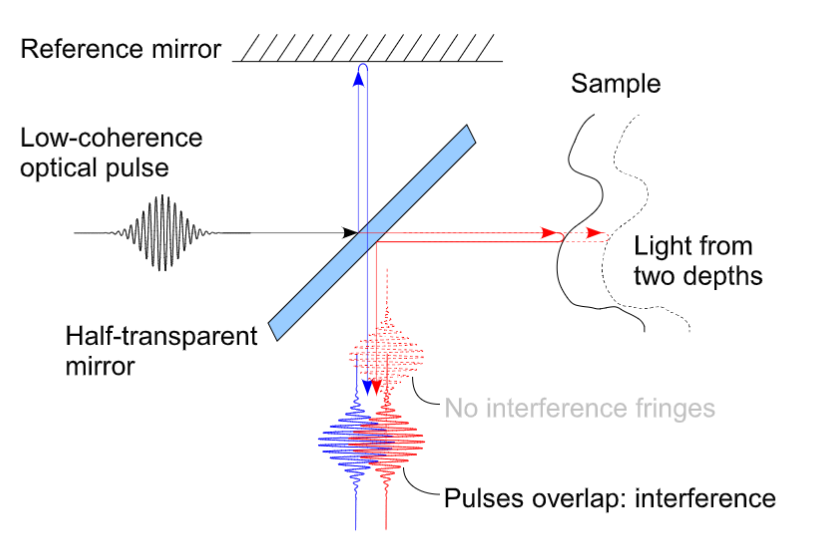 Reference mirror
Sample
Low-coherence
optical pulse
Light from
two depths
Half-transparent
mirror
No interference fringes
Pulses overlap: interference